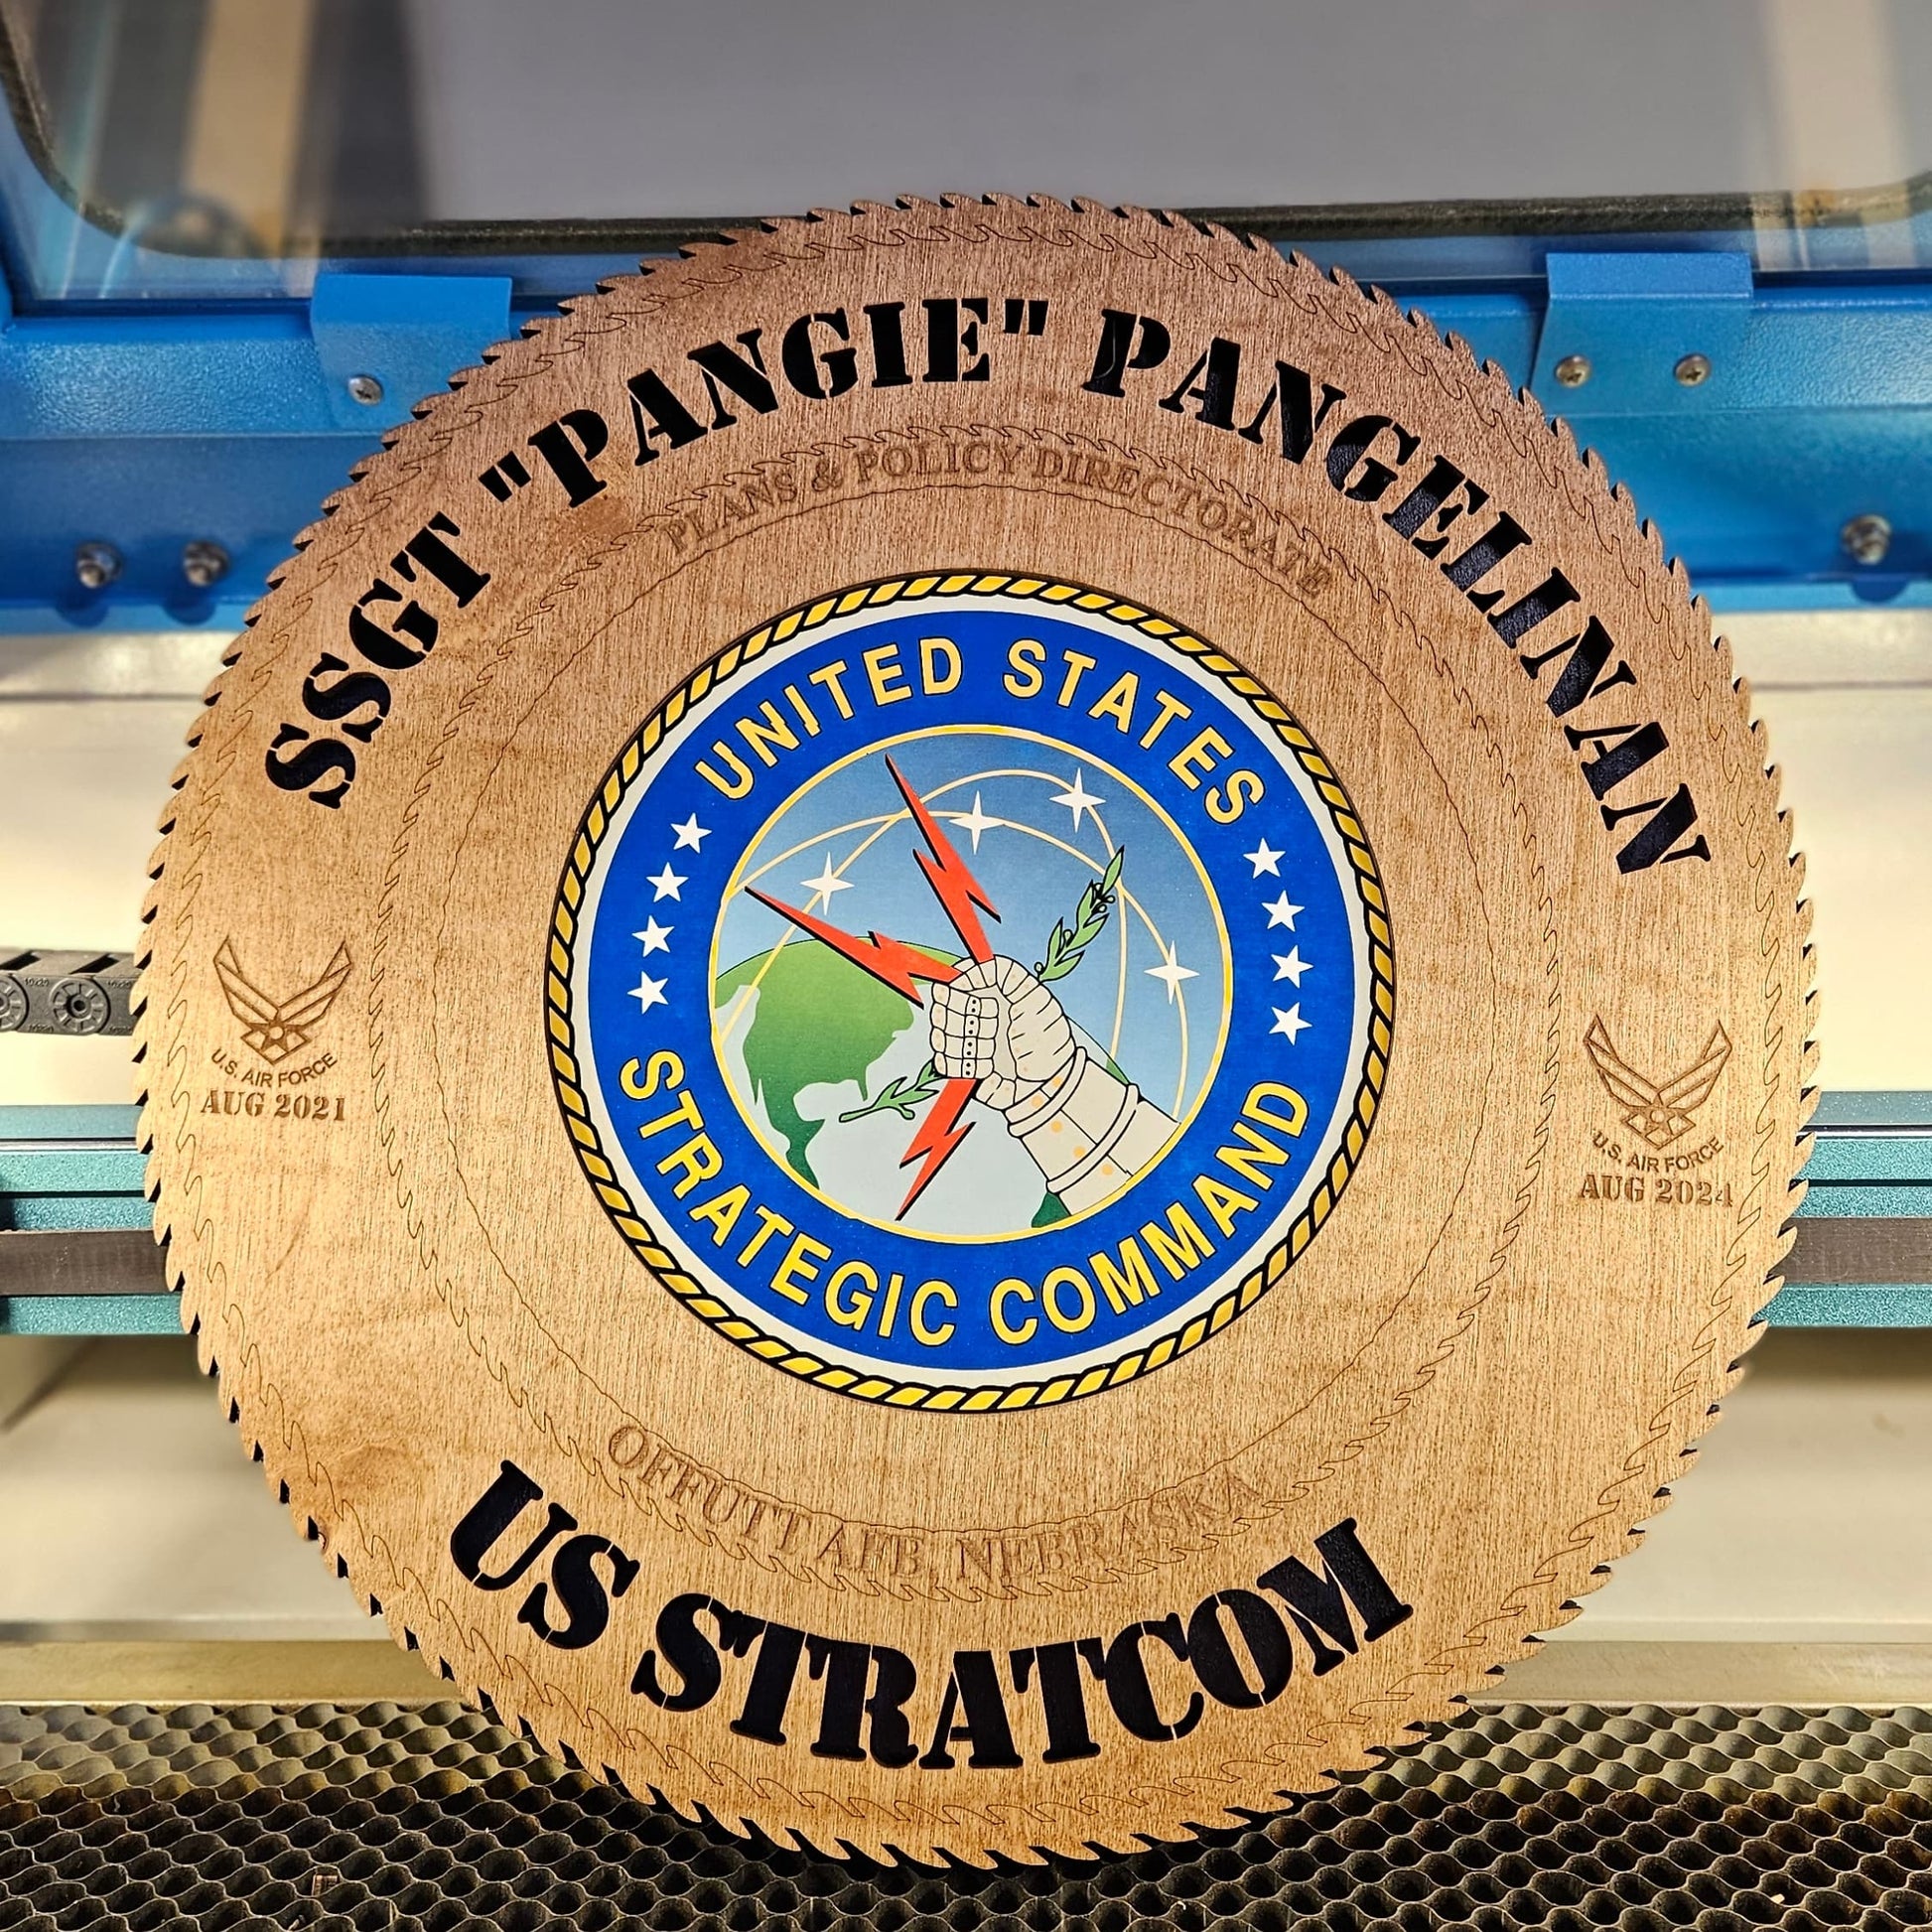 SSGT "PANGIE" PANGELINAN
PLANS & POLICY DIRECTORATE
UNITED STATES
STRATEGIC COMMAND
U.S. AIR FORCE
AUG 2021
U.S. AIR FORCE
AUG 2024
OFFUTT AFB, NEBRASKA
US STRATCOM